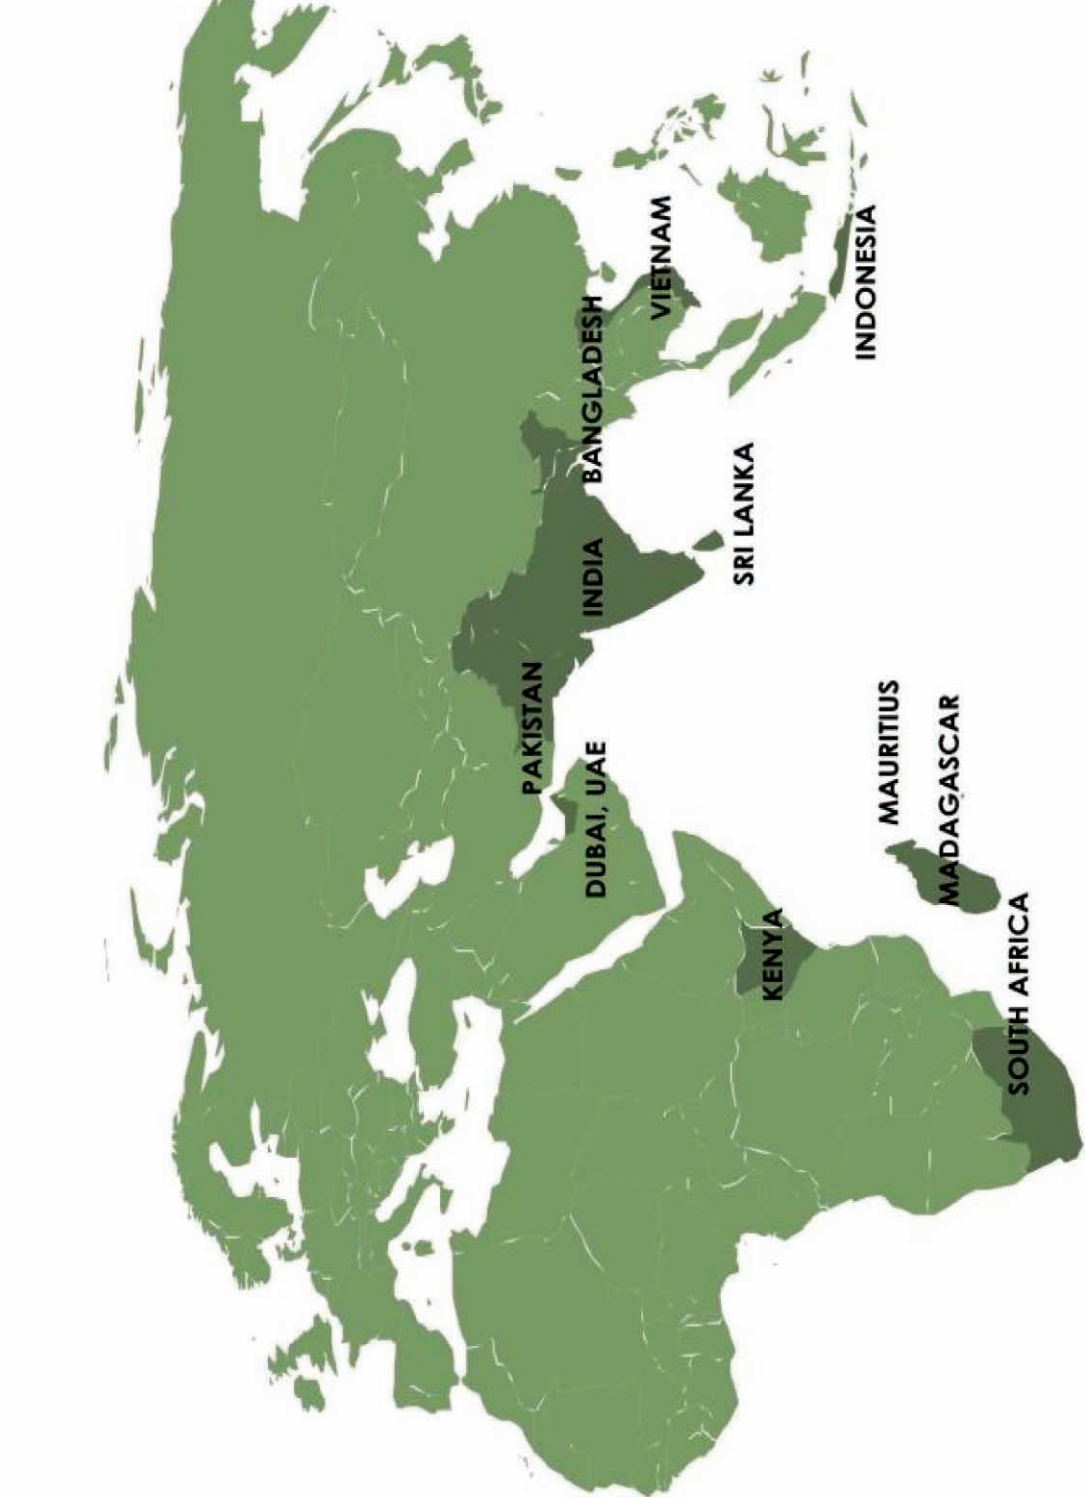 PAKISTAN
DUBAI, UAE
INDIA
BANGLADESH
VIETNAM
SRI LANKA
INDONESIA
KENYA
MAURITIUS
MADAGASCAR
SOUTH AFRICA